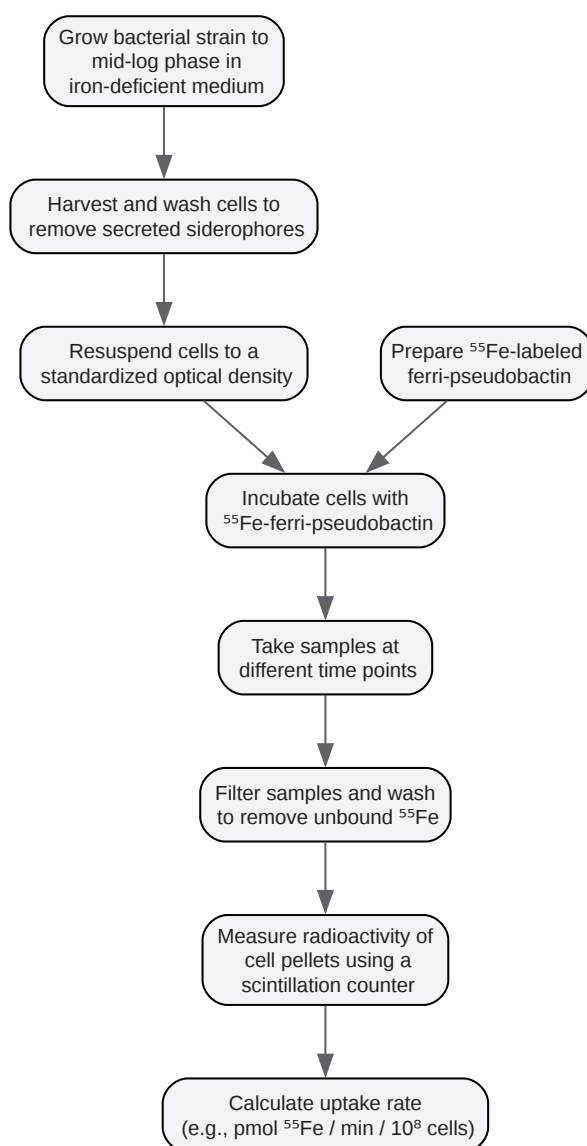 Grow bacterial strain to
mid-log phase in
iron-deficient medium
Harvest and wash cells to
remove secreted siderophores
Resuspend cells to a
standardized optical density
Prepare ⁵⁵Fe-labeled
ferri-pseudobactin
Incubate cells with
⁵⁵Fe-ferri-pseudobactin
Take samples at
different time points
Filter samples and wash
to remove unbound ⁵⁵Fe
Measure radioactivity of
cell pellets using a
scintillation counter
Calculate uptake rate
(e.g., pmol ⁵⁵Fe / min / 10⁸ cells)